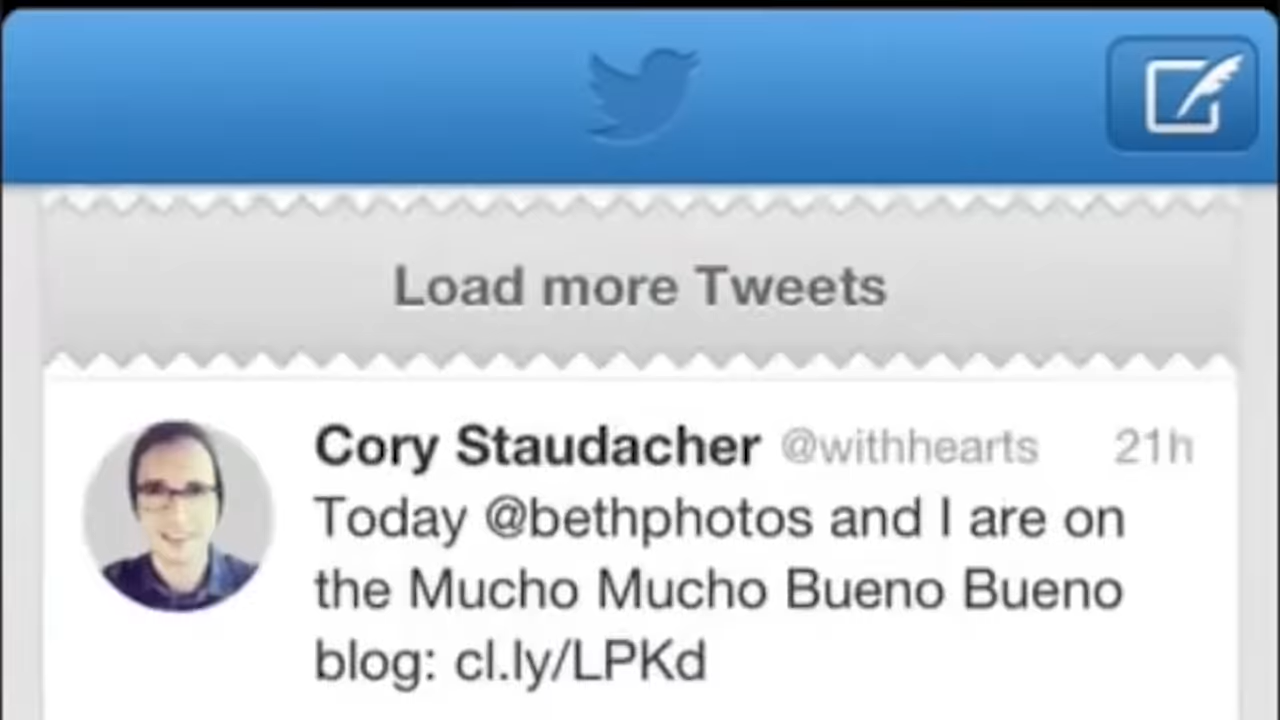 Load more Tweets
Cory Staudacher @withhearts 21h
Today @bethphotos and I are on
the Mucho Mucho Bueno Bueno
blog: cl.ly/LPKd